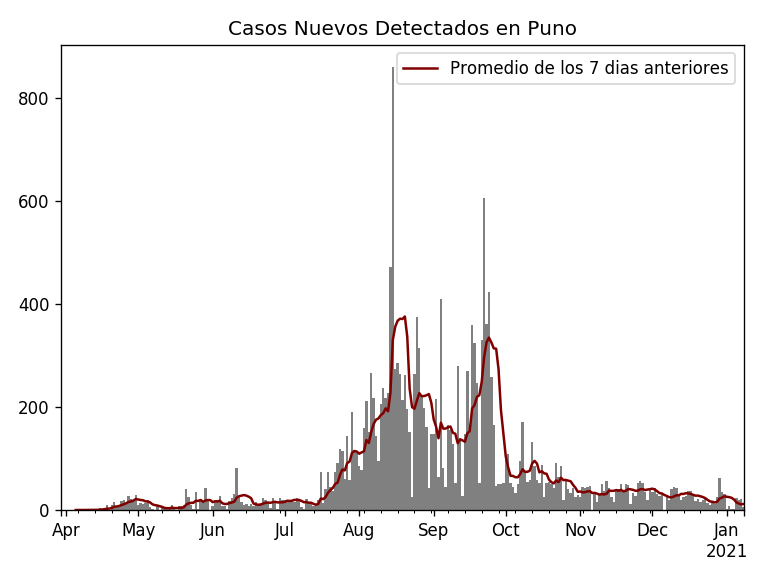 Casos Nuevos Detectados en Puno
Promedio de los 7 dias anteriores
800
600
400
200
0
Apr May Jun Jul Aug Sep Oct Nov Dec Jan
2021